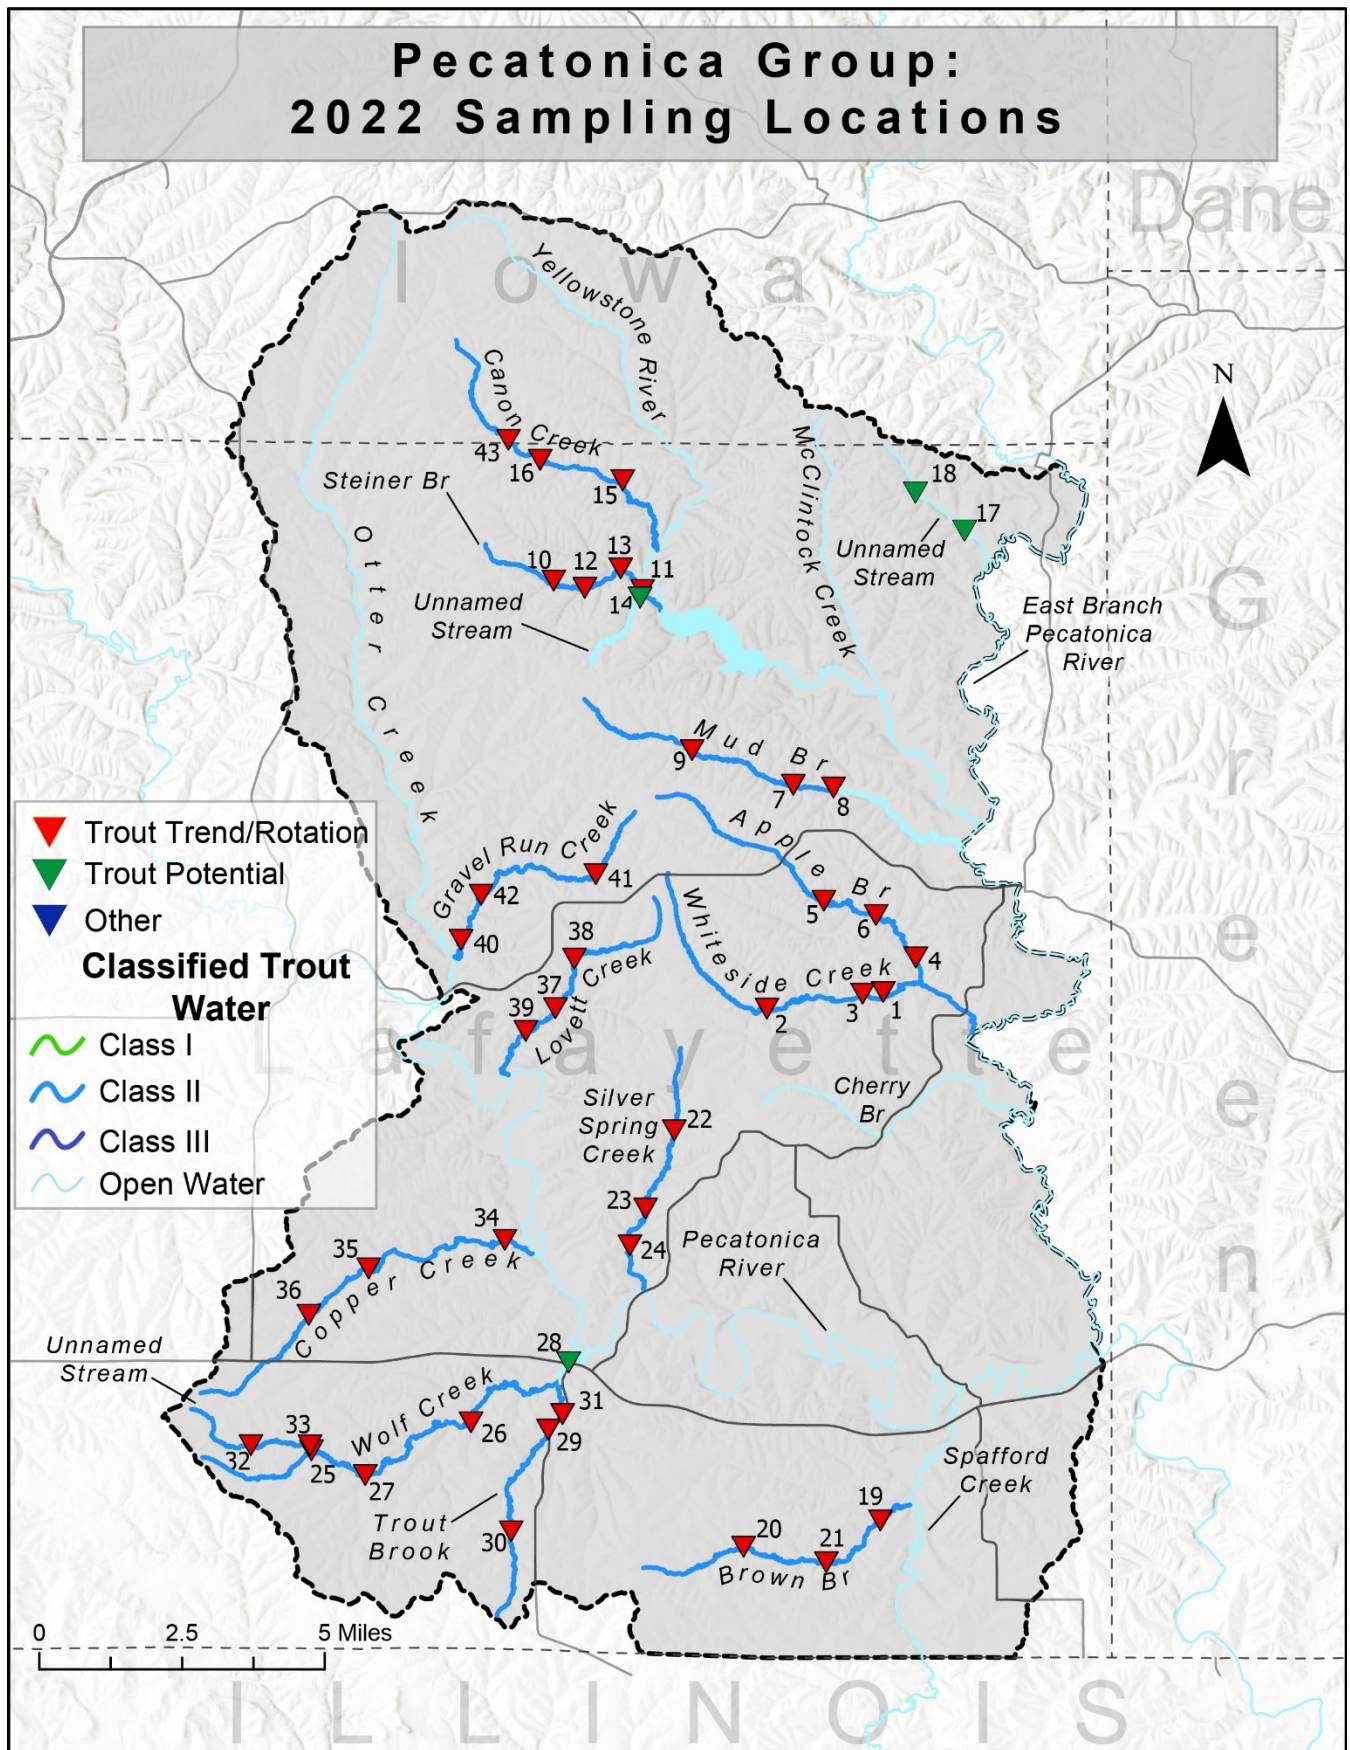 Pecatonica Group:
2022 Sampling Locations
Dane
Iowa
Yellowstone River
Canon Creek
N
43
16
15
Steiner Br
McClintock Creek
18
17
Unnamed
Stream
Otter Creek
10
12
13
11
14
Unnamed
Stream
East Branch
Pecatonica
River
Green
Mud Br
9
7
8
Trout Trend/Rotation
Trout Potential
Other
Classified Trout
Water
Class I
Class II
Class III
Open Water
Gravel Run Creek
41
42
40
Apple Br
5
6
4
Whiteside Creek
2
3
1
38
37
39
Lovett Creek
Lafayette
Cherry
Br
Silver
Spring
Creek
22
23
24
Pecatonica
River
34
35
36
Copper Creek
Unnamed
Stream
28
31
29
Wolf Creek
26
33
32
25
27
Trout
Brook
30
Spafford
Creek
19
20
21
Brown Br
0 2.5 5 Miles
ILLINOIS